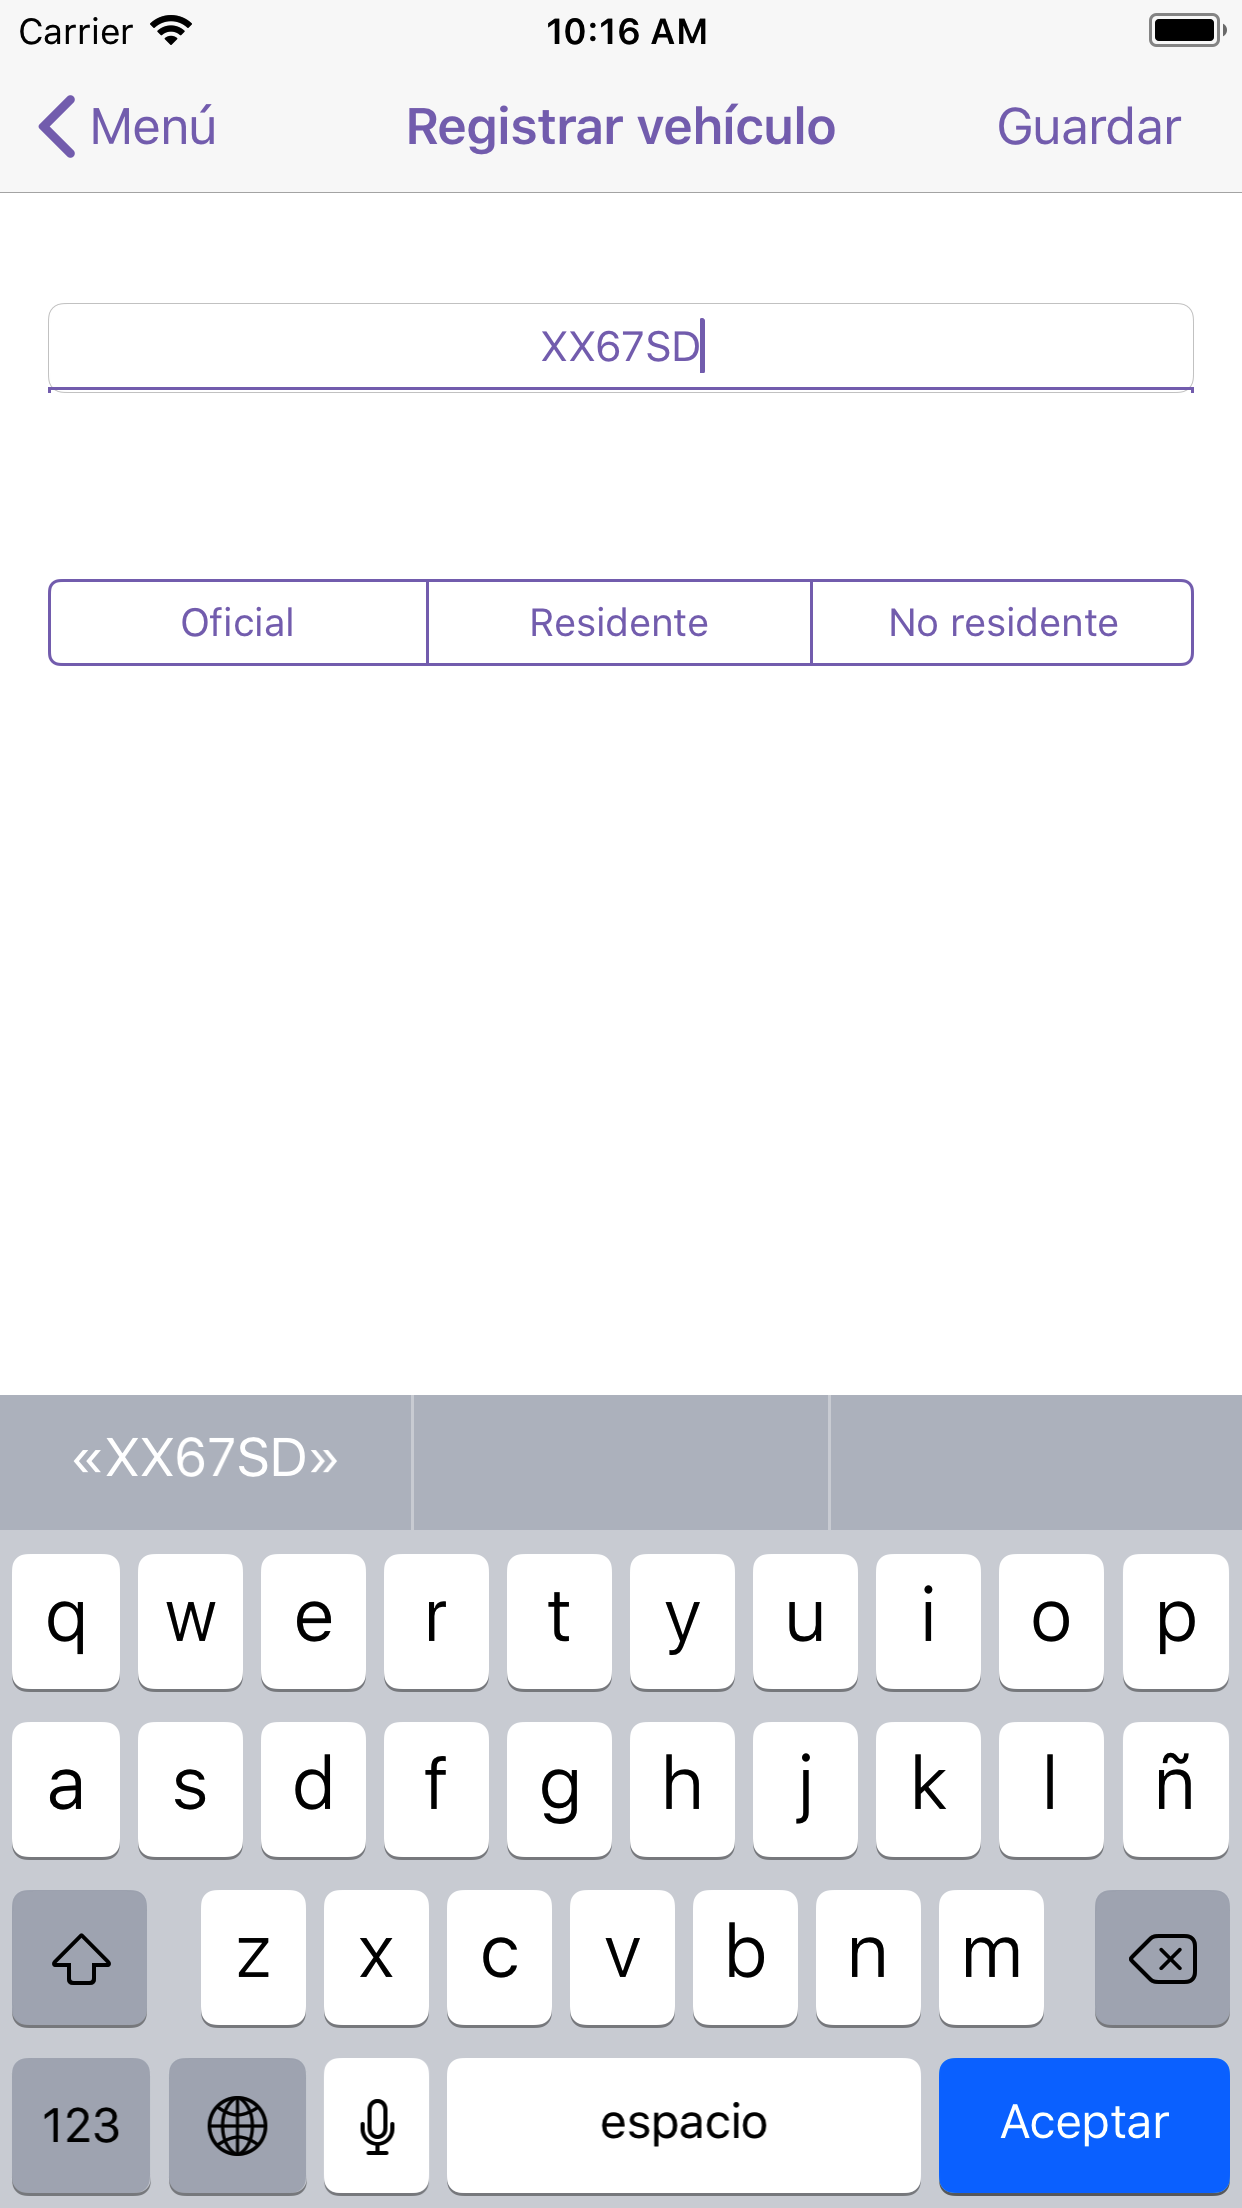 Carrier 10:16 AM
Menú Registrar vehículo Guardar
XX67SD
Oficial Residente No residente
«XX67SD»
q w e r t y u i o p
a s d f g h j k l ñ
z x c v b n m
123 espacio Aceptar